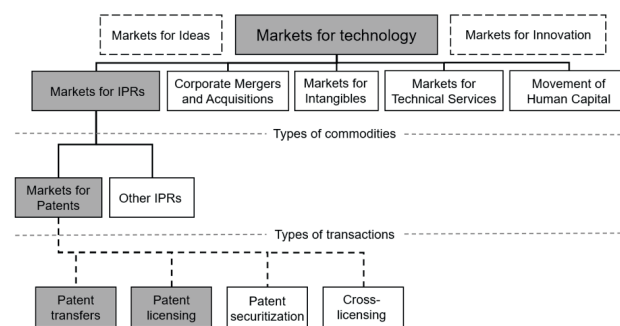 Markets for Ideas
Markets for technology
Markets for Innovation
Markets for IPRs
Corporate Mergers
and Acquisitions
Markets for
Intangibles
Markets for
Technical Services
Movement of
Human Capital
Types of commodities
Markets for
Patents
Other IPRs
Types of transactions
Patent
transfers
Patent
licensing
Patent
securitization
Cross-
licensing